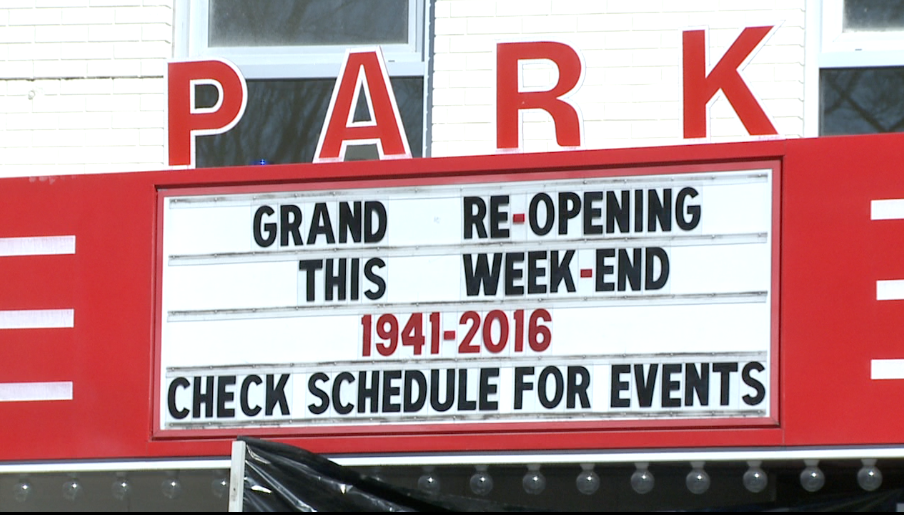 PARK
GRAND RE-OPENING
THIS WEEK-END
1941-2016
CHECK SCHEDULE FOR EVENTS